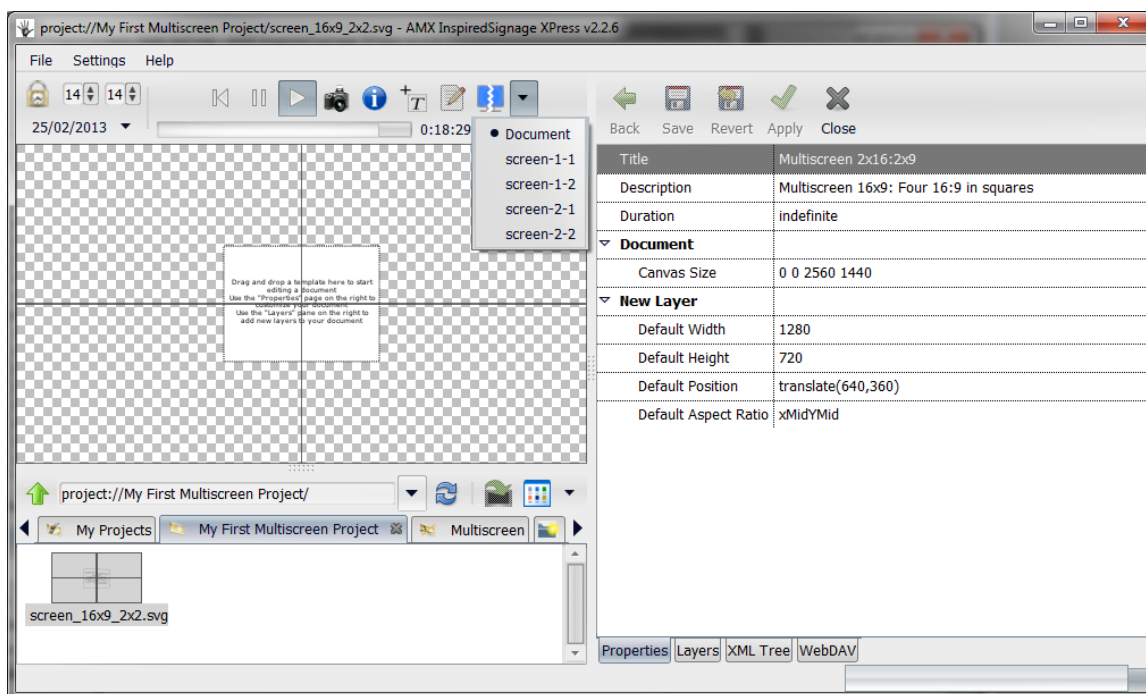 project://My First Multiscreen Project/screen_16x9_2x2.svg - AMX InspiredSignage XPress v2.2.6
File Settings Help
14 14
25/02/2013
0:18:29
Document
screen-1-1
screen-1-2
screen-2-1
screen-2-2
Drag and drop a template here to start
editing a document
Use the "Properties" page on the right to
customize your document
Use the "Layers" pane on the right to
add new layers to your document
project://My First Multiscreen Project/
My Projects My First Multiscreen Project Multiscreen
screen_16x9_2x2.svg
Back Save Revert Apply Close
Title Multiscreen 2x16:2x9
Description Multiscreen 16x9: Four 16:9 in squares
Duration indefinite
Document
Canvas Size 0 0 2560 1440
New Layer
Default Width 1280
Default Height 720
Default Position translate(640,360)
Default Aspect Ratio xMidYMid
Properties Layers XML Tree WebDAV